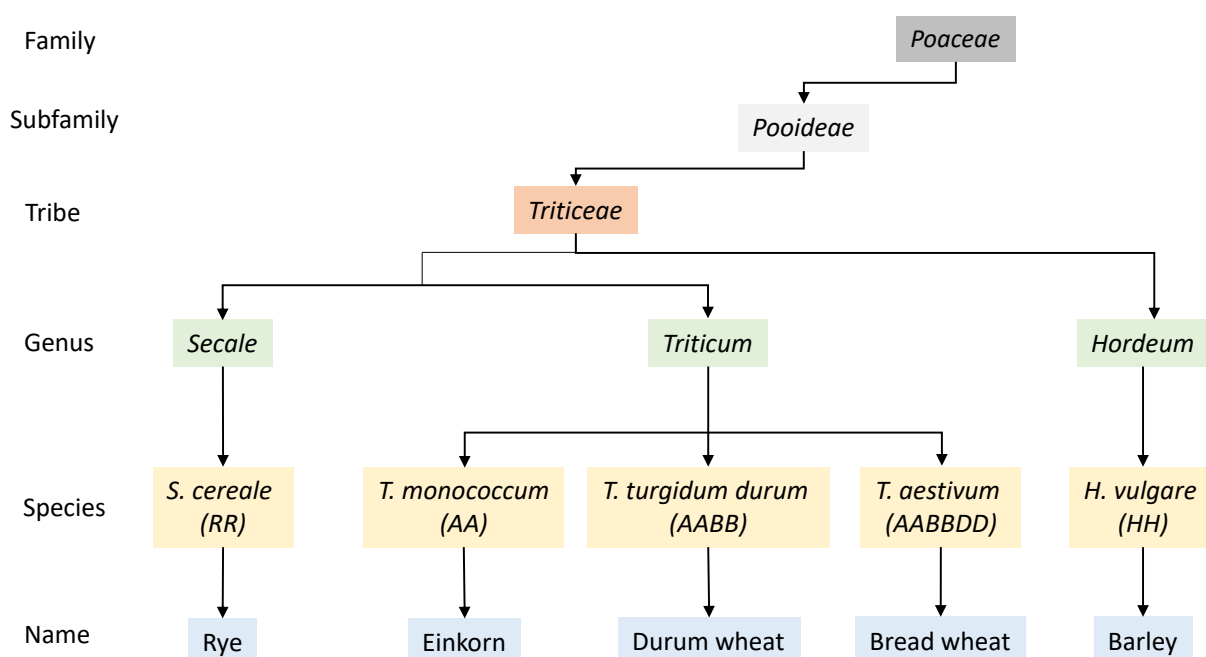 Family
Poaceae
Subfamily
Pooideae
Tribe
Triticeae
Genus
Secale
Triticum
Hordeum
Species
S. cereale
(RR)
T. monococcum
(AA)
T. turgidum durum
(AABB)
T. aestivum
(AABBDD)
H. vulgare
(HH)
Name
Rye
Einkorn
Durum wheat
Bread wheat
Barley